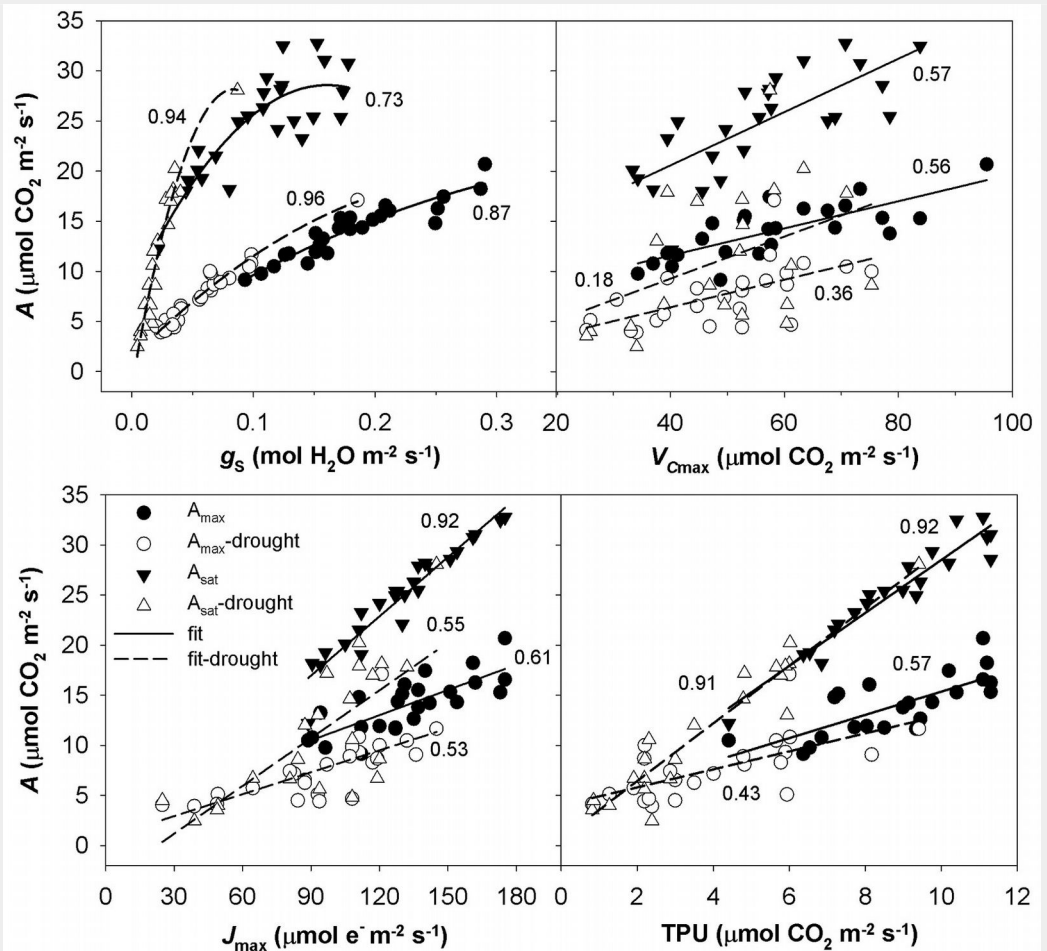 35
30
25
20
15
10
5
0
A (μmol CO₂ m⁻² s⁻¹)
0.94
0.73
0.96
0.87
0.0 0.1 0.2 0.3
gS (mol H₂O m⁻² s⁻¹)
0.57
0.56
0.18
0.36
20 40 60 80 100
VCmax (μmol CO₂ m⁻² s⁻¹)
35
30
25
20
15
10
5
0
A (μmol CO₂ m⁻² s⁻¹)
Amax
Amax-drought
Asat
Asat-drought
fit
fit-drought
0.92
0.55
0.61
0.53
0 30 60 90 120 150 180
Jmax (μmol e⁻ m⁻² s⁻¹)
0.92
0.91
0.57
0.43
0 2 4 6 8 10 12
TPU (μmol CO₂ m⁻² s⁻¹)